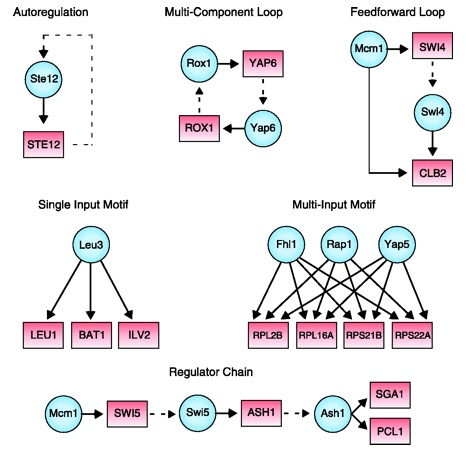 Autoregulation
Multi-Component Loop
Feedforward Loop
Ste12
STE12
Rox1
YAP6
ROX1
Yap6
Mcm1
SWI4
Swi4
CLB2
Single Input Motif
Multi-Input Motif
Leu3
LEU1 BAT1 ILV2
Fhl1 Rap1 Yap5
RPL2B RPL16A RPS21B RPS22A
Regulator Chain
Mcm1 SWI5 Swi5 ASH1 Ash1
SGA1
PCL1